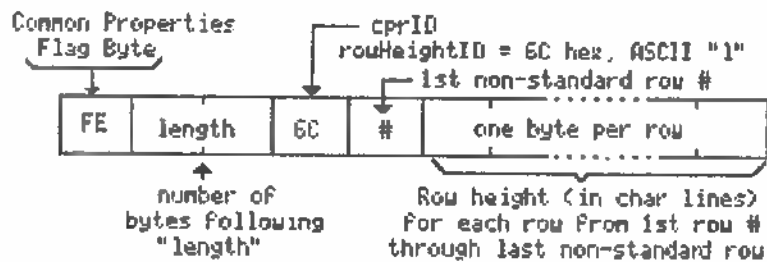 Common Properties
Flag Byte
cprID
rowHeightID = 6C hex, ASCII "l"
1st non-standard row #
FE
length
6C
#
one byte per row
number of
bytes following
"length"
Row height (in char lines)
for each row from 1st row #
through last non-standard row